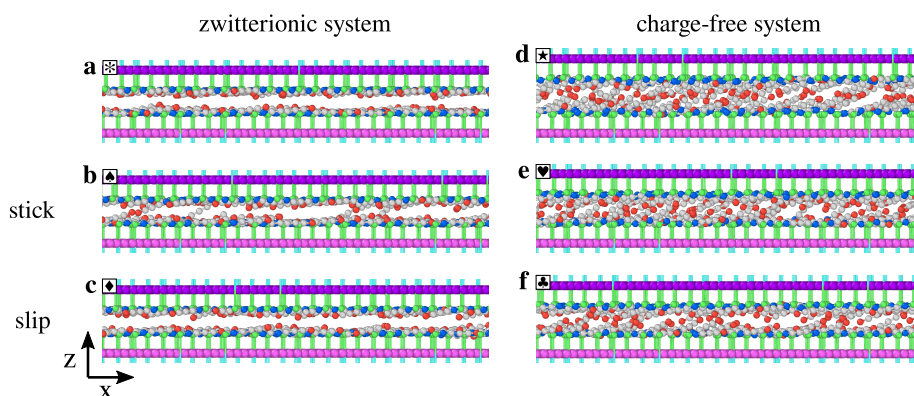 zwitterionic system
charge-free system
a ✻
d ★
b ♠
e ♥
stick
c ♦
f ♣
slip
z
x